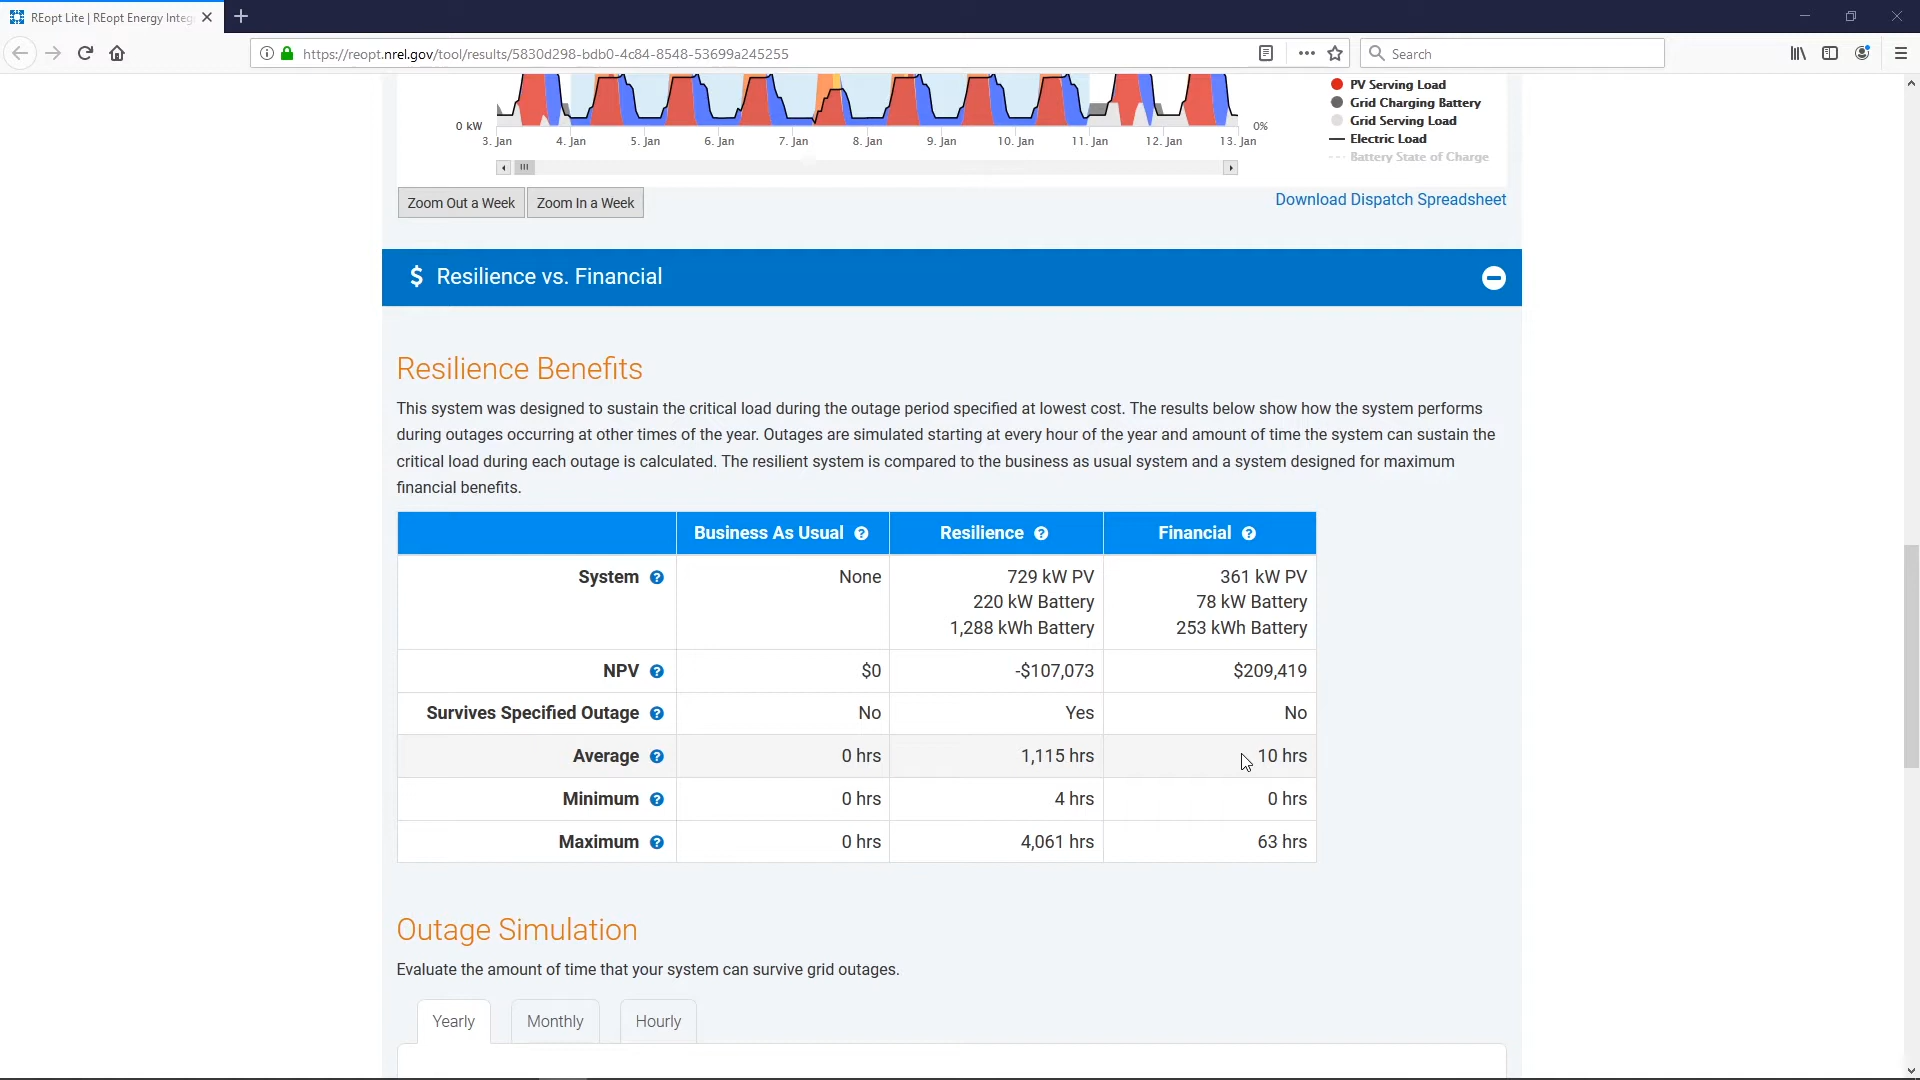 REopt Lite | REopt Energy Integ
https://reopt.nrel.gov/tool/results/5830d298-bdb0-4c84-8548-53699a245255
Search
PV Serving Load
Grid Charging Battery
Grid Serving Load
Electric Load
Battery State of Charge
0 kW
0%
3. Jan 4. Jan 5. Jan 6. Jan 7. Jan 8. Jan 9. Jan 10. Jan 11. Jan 12. Jan 13. Jan
Zoom Out a Week Zoom In a Week
Download Dispatch Spreadsheet
$ Resilience vs. Financial
Resilience Benefits
This system was designed to sustain the critical load during the outage period specified at lowest cost. The results below show how the system performs
during outages occurring at other times of the year. Outages are simulated starting at every hour of the year and amount of time the system can sustain the
critical load during each outage is calculated. The resilient system is compared to the business as usual system and a system designed for maximum
financial benefits.
Business As Usual ? Resilience ? Financial ?
System ? None 729 kW PV 361 kW PV
220 kW Battery 78 kW Battery
1,288 kWh Battery 253 kWh Battery
NPV ? $0 -$107,073 $209,419
Survives Specified Outage ? No Yes No
Average ? 0 hrs 1,115 hrs 10 hrs
Minimum ? 0 hrs 4 hrs 0 hrs
Maximum ? 0 hrs 4,061 hrs 63 hrs
Outage Simulation
Evaluate the amount of time that your system can survive grid outages.
Yearly Monthly Hourly